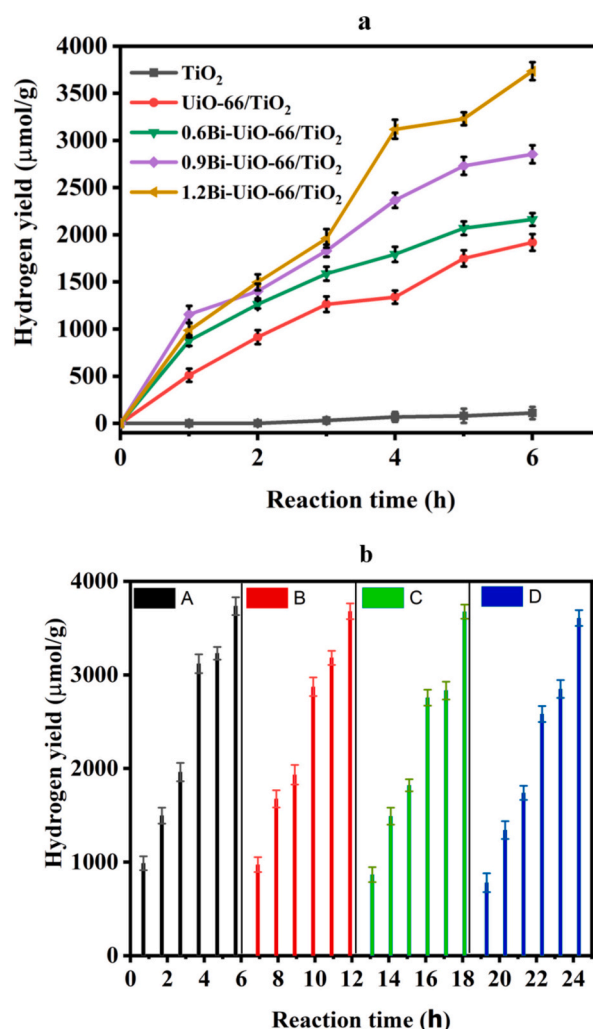 a
4000
3500
3000
2500
2000
1500
1000
500
0
Hydrogen yield (μmol/g)
TiO₂
UiO-66/TiO₂
0.6Bi-UiO-66/TiO₂
0.9Bi-UiO-66/TiO₂
1.2Bi-UiO-66/TiO₂
0 2 4 6
Reaction time (h)
b
4000
3000
2000
1000
0
Hydrogen yield (μmol/g)
A B C D
0 2 4 6 8 10 12 14 16 18 20 22 24
Reaction time (h)